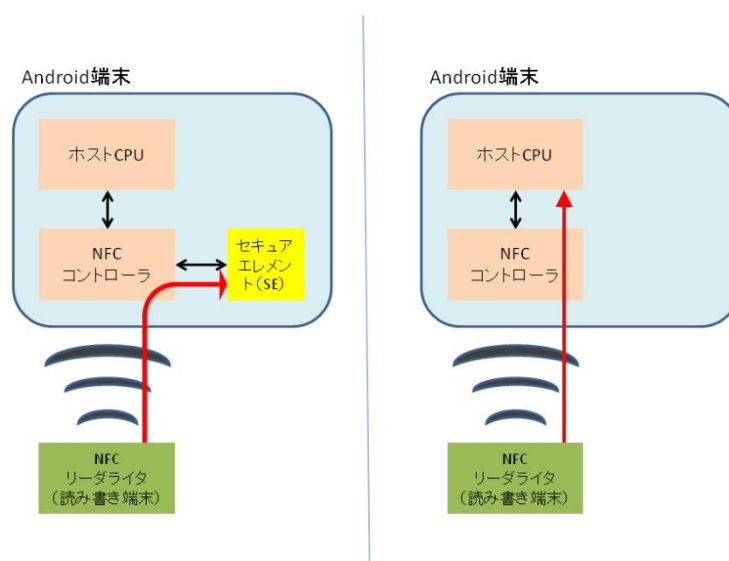 Android端末
ホストCPU
NFC
コントローラ
セキュア
エレメン
ト(SE)
NFC
リーダライタ
(読み書き端末)
Android端末
ホストCPU
NFC
コントローラ
NFC
リーダライタ
(読み書き端末)